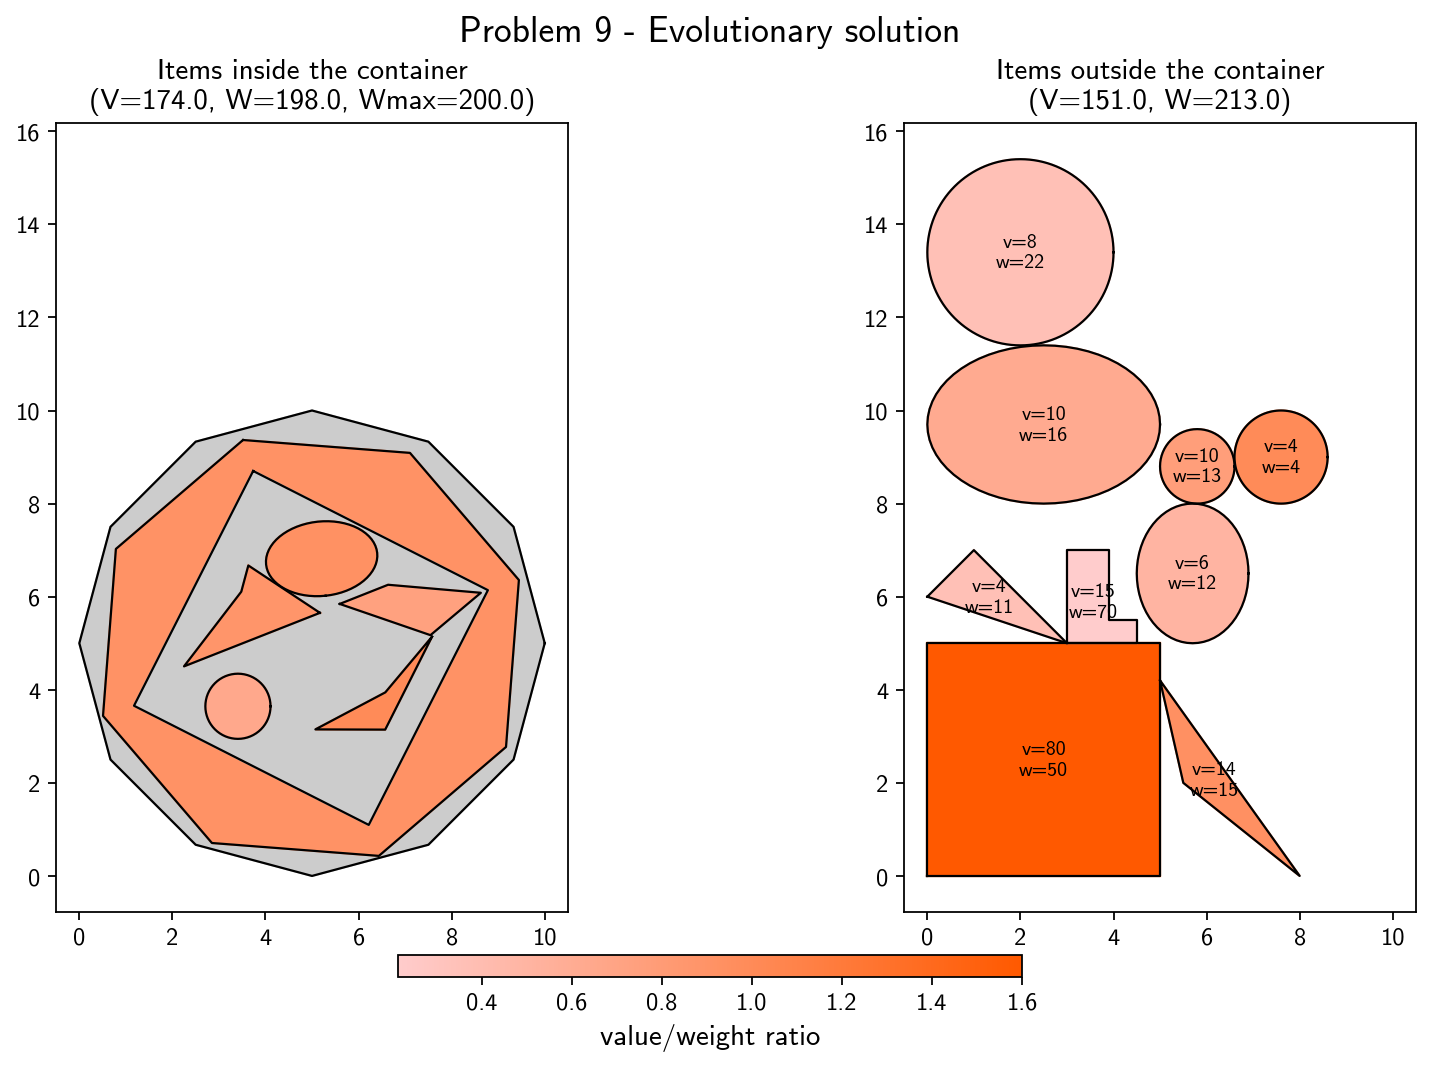 Problem 9 - Evolutionary solution
Items inside the container
(V=174.0, W=198.0, Wmax=200.0)
16
14
12
10
8
6
4
2
0
0 2 4 6 8 10
Items outside the container
(V=151.0, W=213.0)
16
14
12
10
8
6
4
2
0
v=8
w=22
v=10
w=16
v=10
w=13
v=4
w=4
v=6
w=12
v=4
w=11
v=15
w=70
v=80
w=50
v=14
w=15
0 2 4 6 8 10
0.4 0.6 0.8 1.0 1.2 1.4 1.6
value/weight ratio